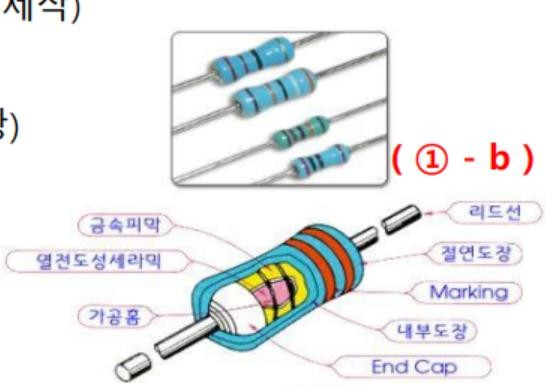 제작)
( ① - b )
금속피막
리드선
열전도성세라믹
절연도장
가공홈
Marking
내부도장
End Cap